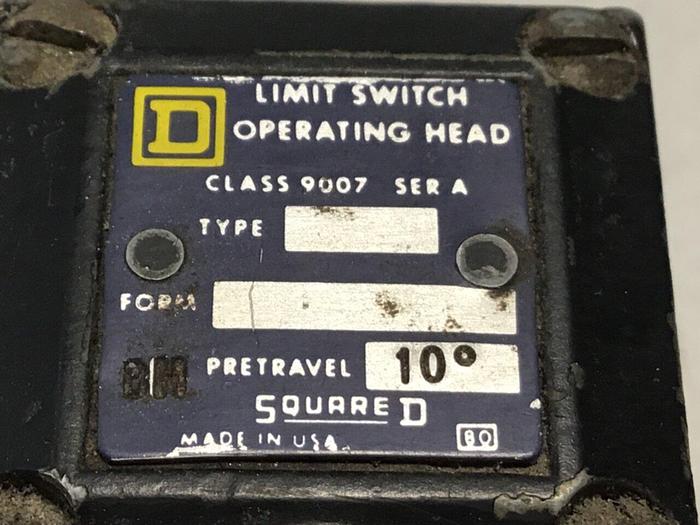 D
LIMIT SWITCH
OPERATING HEAD
CLASS 9007 SER A
TYPE
FORM
PRETRAVEL 10°
SQUARE D
MADE IN USA
80